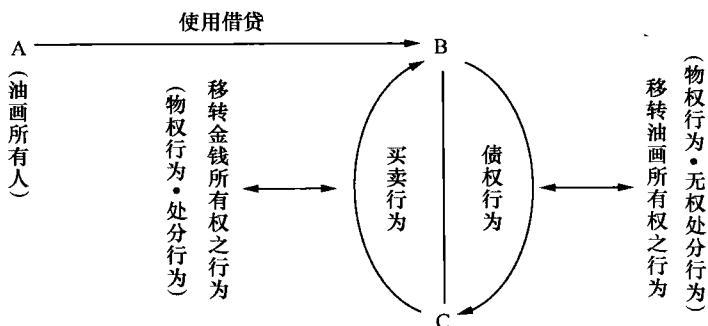 使用借贷
A
B
(油画所有人)
移转金钱所有权之行为
(物权行为·处分行为)
买卖行为
债权行为
(物权行为·无权处分行为)
移转油画所有权之行为
C